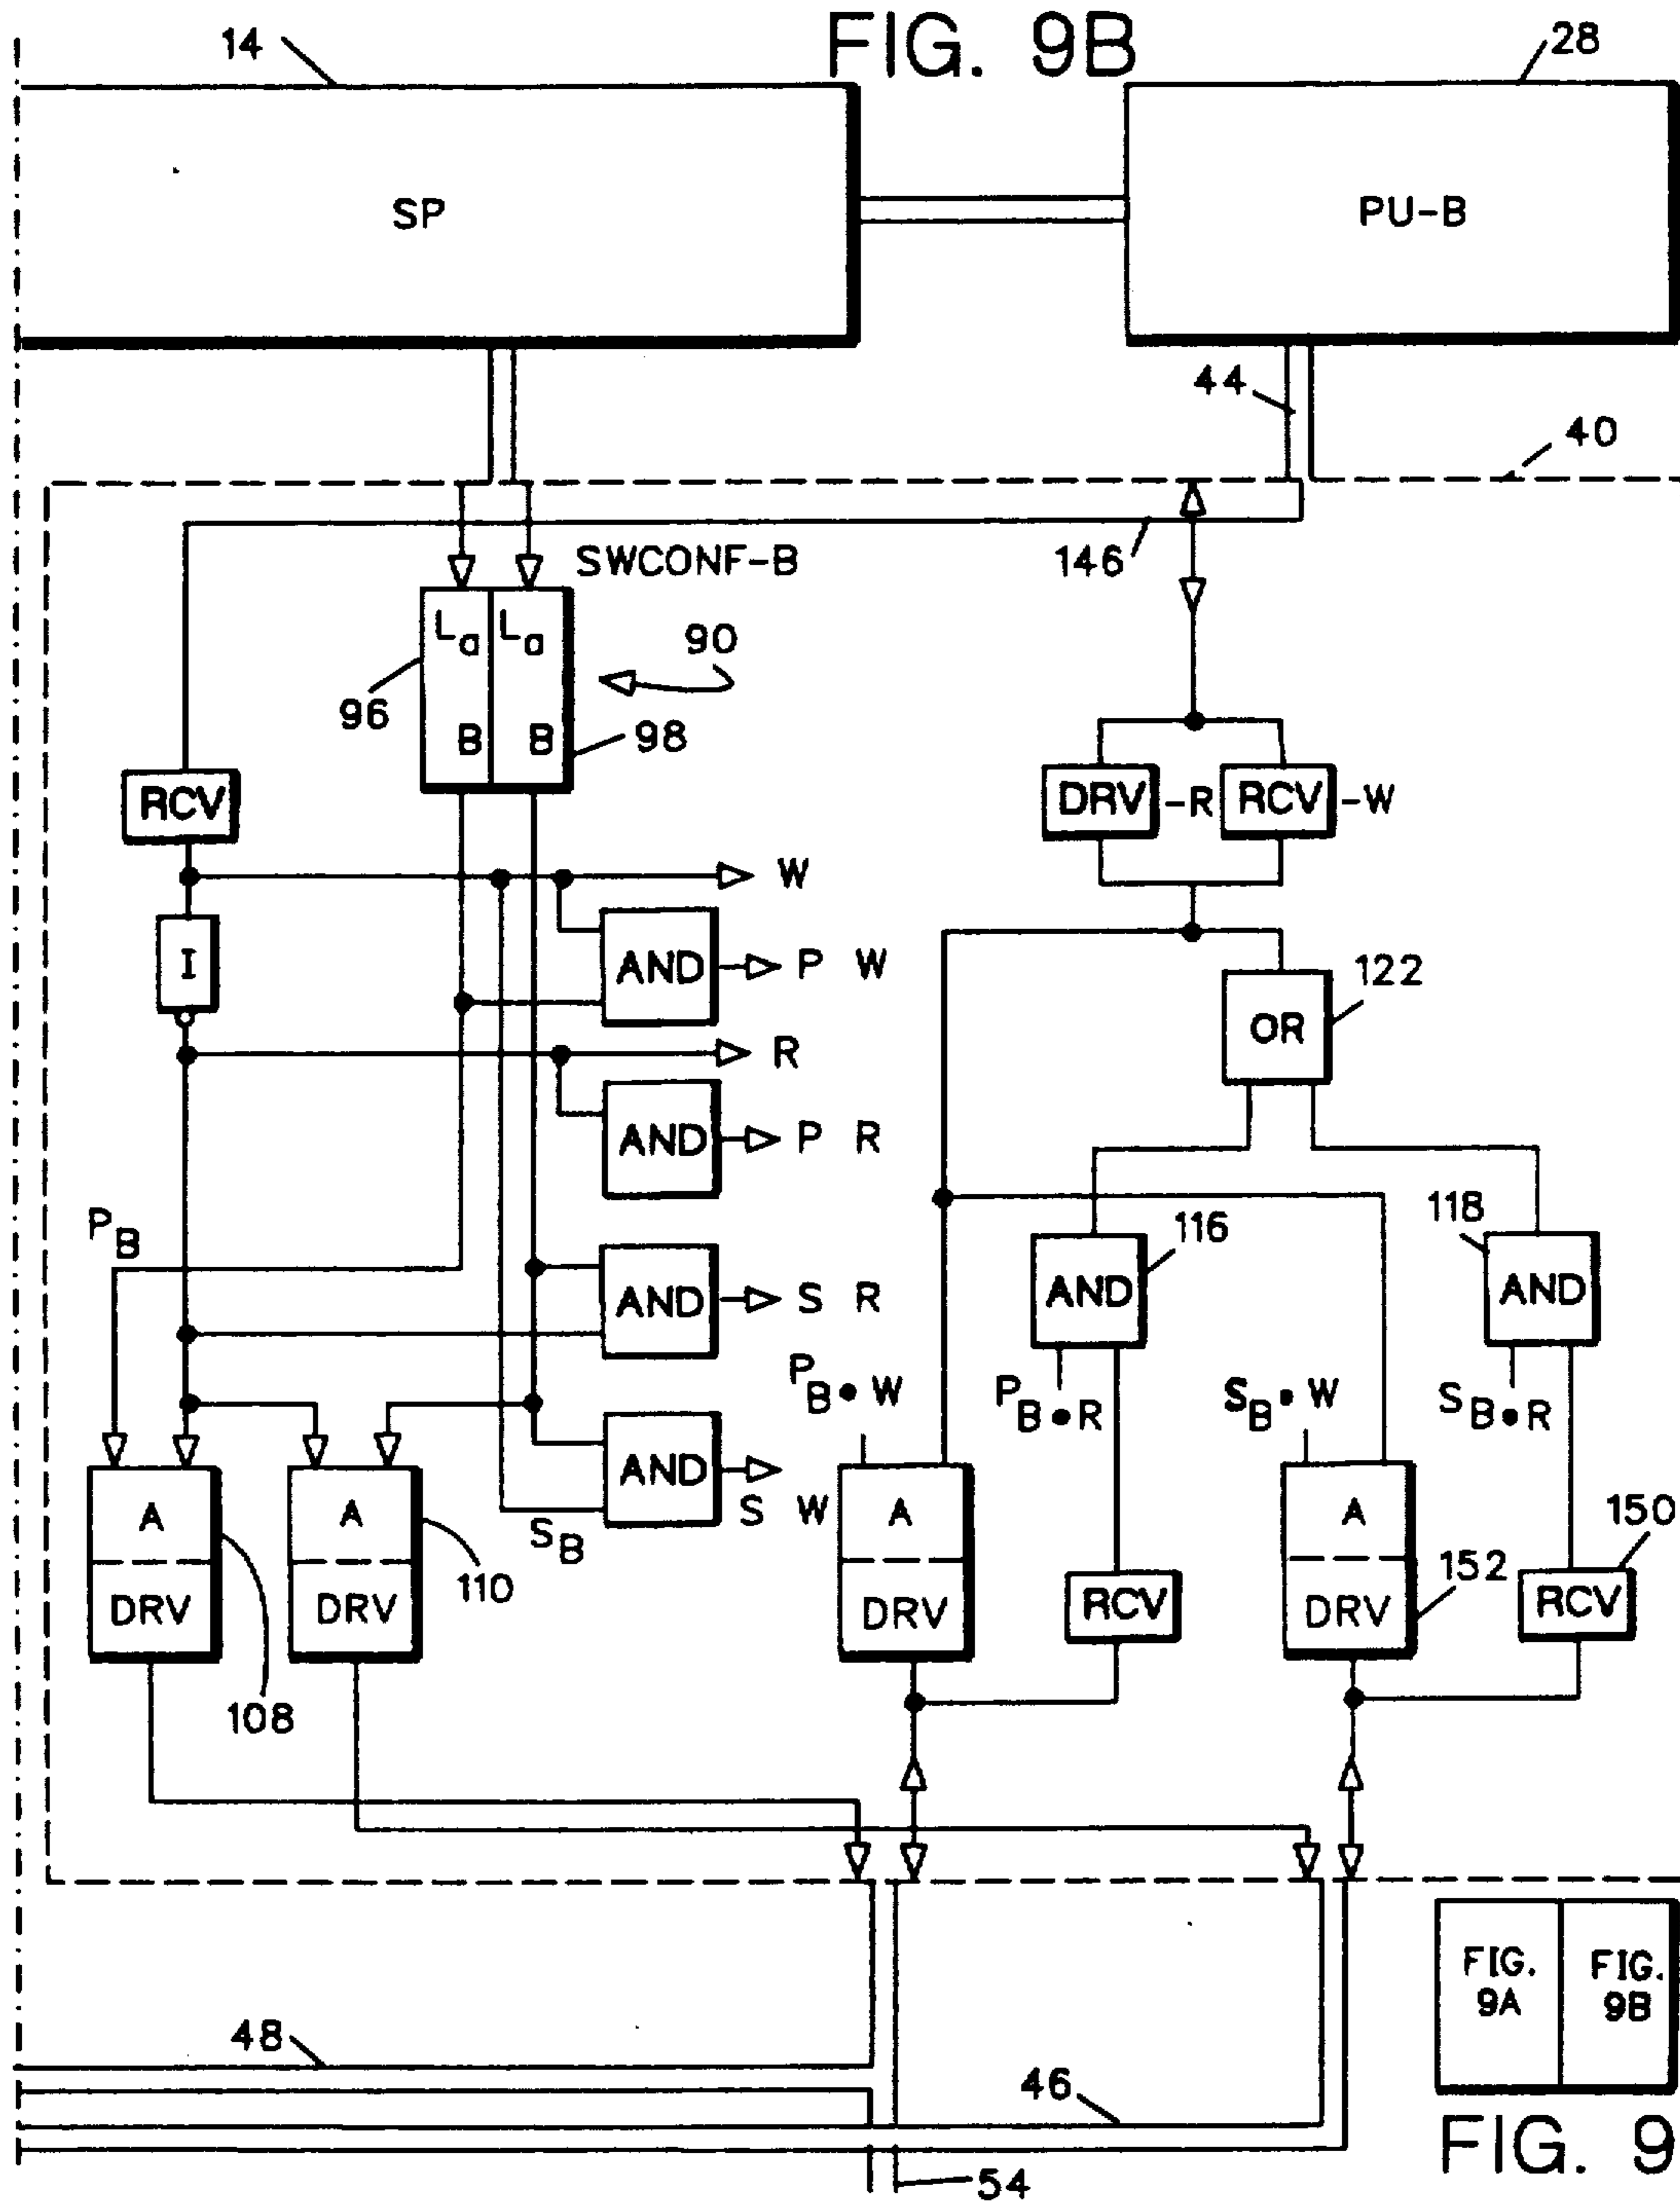 FIG. 9B
14
28
SP
PU-B
44
40
SWCONF-B
146
La La
90
96
B B
98
RCV
DRV -R RCV -W
W
I
AND P W
122
OR
R
AND P R
PB
116
118
AND
AND
AND S R
PB•W
PB•R
SB•W
SB•R
AND S W
SB
A
A
A
A
150
110
152
DRV
DRV
DRV
RCV
DRV
RCV
108
FIG. 9A
FIG. 9B
48
46
FIG. 9
54